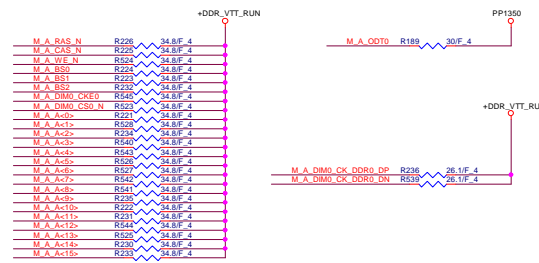 +DDR_VTT_RUN
M_A_RAS_N R226 34.8/F_4
M_A_CAS_N R225 34.8/F_4
M_A_WE_N R524 34.8/F_4
M_A_BS0 R224 34.8/F_4
M_A_BS1 R223 34.8/F_4
M_A_BS2 R232 34.8/F_4
M_A_DIM0_CKE0 R545 34.8/F_4
M_A_DIM0_CS0_N R523 34.8/F_4
M_A_A<0> R221 34.8/F_4
M_A_A<1> R528 34.8/F_4
M_A_A<2> R234 34.8/F_4
M_A_A<3> R540 34.8/F_4
M_A_A<4> R543 34.8/F_4
M_A_A<5> R526 34.8/F_4
M_A_A<6> R527 34.8/F_4
M_A_A<7> R542 34.8/F_4
M_A_A<8> R541 34.8/F_4
M_A_A<9> R235 34.8/F_4
M_A_A<10> R222 34.8/F_4
M_A_A<11> R231 34.8/F_4
M_A_A<12> R544 34.8/F_4
M_A_A<13> R525 34.8/F_4
M_A_A<14> R230 34.8/F_4
M_A_A<15> R233 34.8/F_4
PP1350
M_A_ODT0 R189 30/F_4
+DDR_VTT_RU
M_A_DIM0_CK_DDR0_DP R236 26.1/F_4
M_A_DIM0_CK_DDR0_DN R539 26.1/F_4